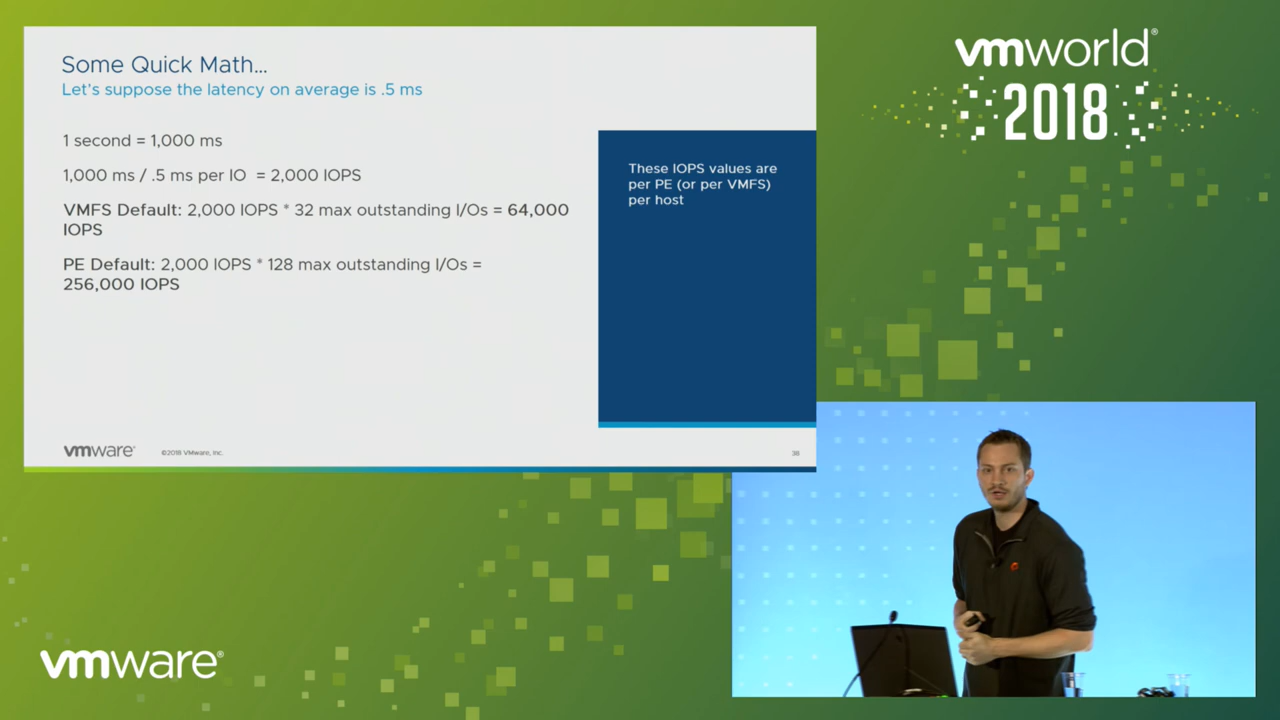 Some Quick Math...
Let's suppose the latency on average is .5 ms
1 second = 1,000 ms
1,000 ms / .5 ms per IO = 2,000 IOPS
VMFS Default: 2,000 IOPS * 32 max outstanding I/Os = 64,000
IOPS
PE Default: 2,000 IOPS * 128 max outstanding I/Os =
256,000 IOPS
These IOPS values are
per PE (or per VMFS)
per host
vmware®
©2018 VMware, Inc.
38
vmworld®
2018
vmware®